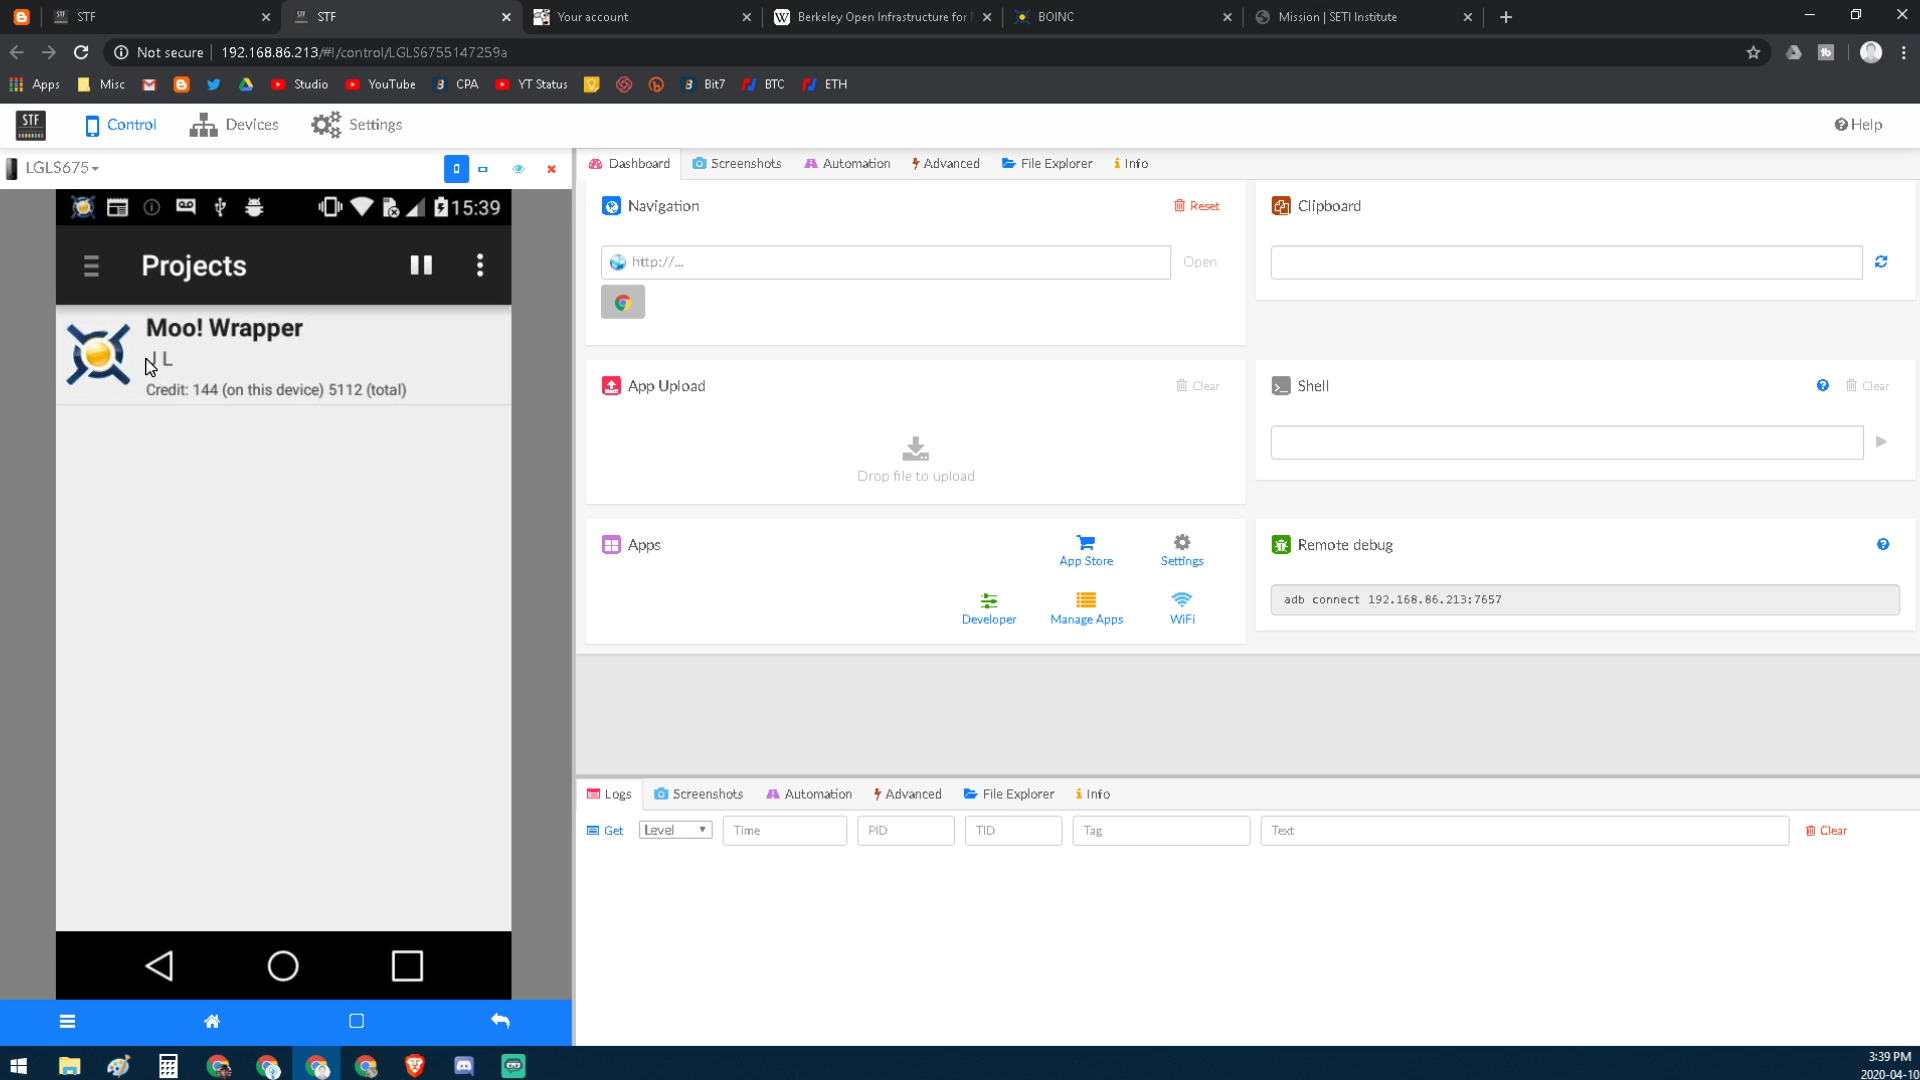 STF
STF
Your account
Berkeley Open Infrastructure for
BOINC
Mission | SETI Institute
Not secure
192.168.86.213/#!/control/LGLS6755147259a
Apps
Misc
Studio
YouTube
CPA
YT Status
Bit7
BTC
ETH
STF
Control
Devices
Settings
Help
LGLS675
Dashboard
Screenshots
Automation
Advanced
File Explorer
Info
15:39
Projects
Moo! Wrapper
J L
Credit: 144 (on this device) 5112 (total)
Navigation
Reset
http://...
Open
Clipboard
App Upload
Clear
Drop file to upload
Shell
Clear
Apps
App Store
Settings
Developer
Manage Apps
WiFi
Remote debug
adb connect 192.168.86.213:7657
Logs
Screenshots
Automation
Advanced
File Explorer
Info
Get
Level
Time
PID
TID
Tag
Text
Clear
3:39 PM
2020-04-10